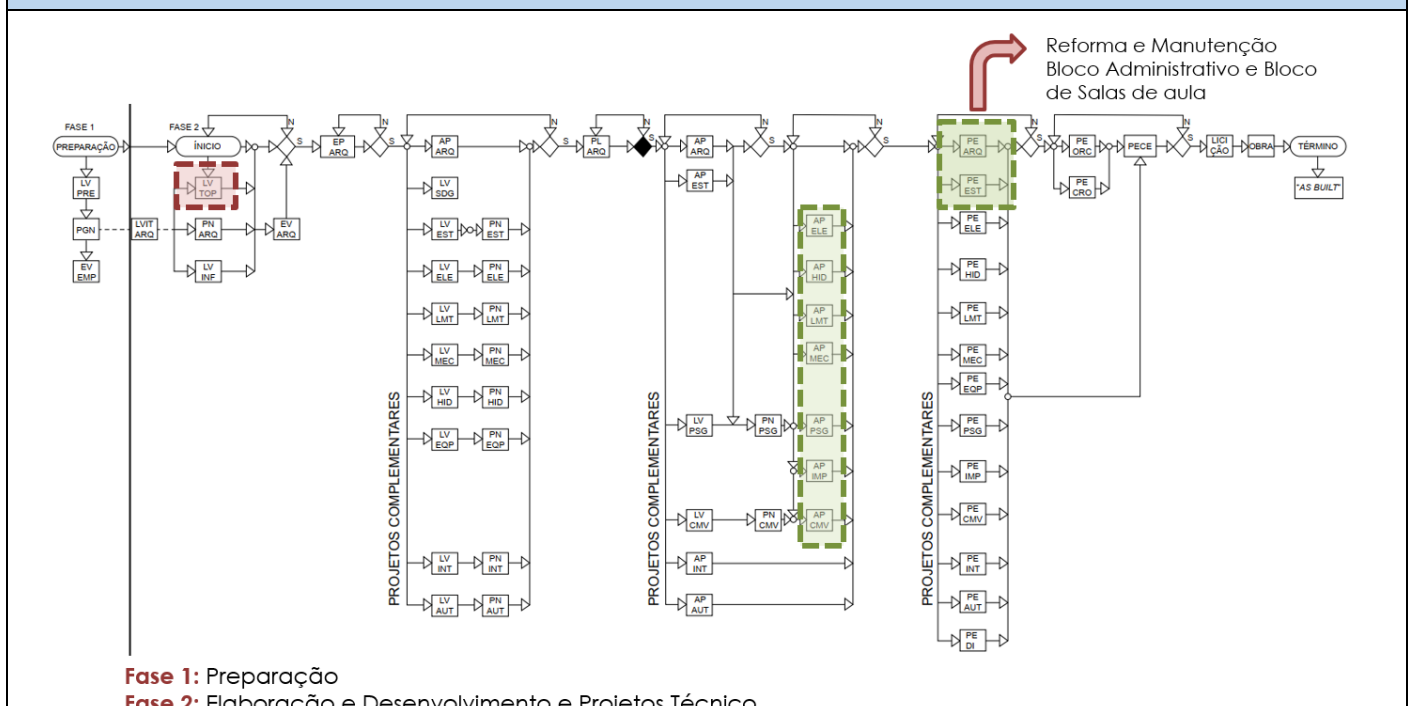 Reforma e Manutenção
Bloco Administrativo e Bloco
de Salas de aula
FASE 1
PREPARAÇÃO
LV
PRE
PGN
EV
EMP
LVIT
ARQ
FASE 2
ÍNICIO
LV
TOP
PN
ARQ
LV
INF
EV
ARQ
N
S
EP
ARQ
N
S
PROJETOS COMPLEMENTARES
AP
ARQ
LV
SDG
LV
EST
PN
EST
LV
ELE
PN
ELE
LV
LMT
PN
LMT
LV
MEC
PN
MEC
LV
HID
PN
HID
LV
EQP
PN
EQP
LV
INT
PN
INT
LV
AUT
PN
AUT
N
S
PL
ARQ
N
S
PROJETOS COMPLEMENTARES
AP
ARQ
AP
EST
LV
PSG
PN
PSG
LV
CMV
PN
CMV
AP
INT
AP
AUT
AP
ELE
AP
HID
AP
LMT
AP
MEC
AP
PSG
AP
IMP
AP
CMV
N
S
PROJETOS COMPLEMENTARES
PE
ARQ
PE
EST
PE
ELE
PE
HID
PE
LMT
PE
MEC
PE
EQP
PE
PSG
PE
IMP
PE
CMV
PE
INT
PE
AUT
PE
DI
N
S
PE
ORC
PE
CRO
PECE
N
S
LICI
ÇÃO
OBRA
TÉRMINO
"AS BUILT"
Fase 1: Preparação
Fase 2: Elaboração e Desenvolvimento e Projetos Técnico